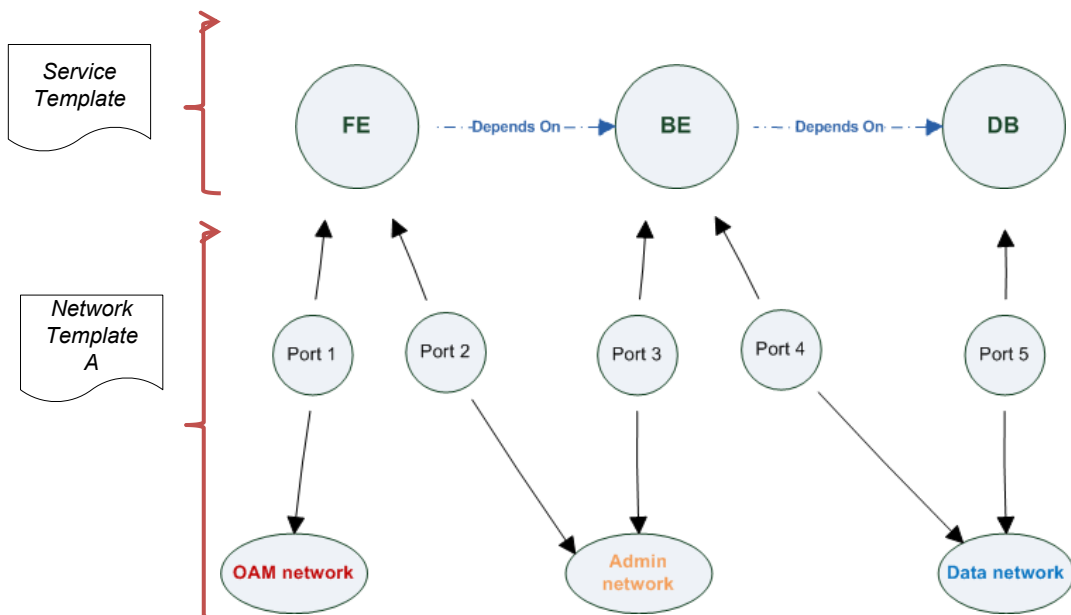 Service
Template
FE
Depends On
BE
Depends On
DB
Network
Template
A
Port 1
Port 2
Port 3
Port 4
Port 5
OAM network
Admin
network
Data network